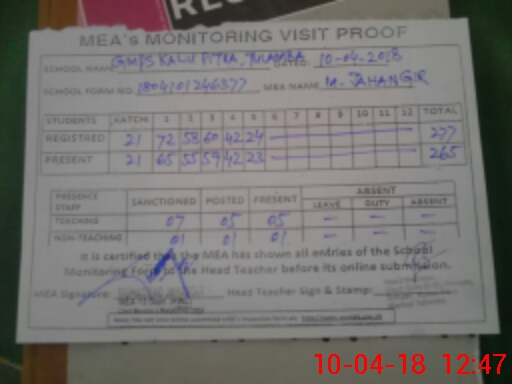 MEA's MONITORING VISIT PROOF
SCHOOL NAME GMPS KALU PITRA, TULAMBA DATED: 10-04-2018
SCHOOL FORM NO: 1804101246377 MEA NAME: M. JAHANGIR
STUDENTS KATCHI 1 2 3 4 5 6 7 8 9 10 11 12 TOTAL
REGISTRED 21 72 58 60 42 24 277
PRESENT 21 65 55 59 42 23 265
PRESENCE STAFF SANCTIONED POSTED PRESENT ABSENT
LEAVE DUTY ABSENT
TEACHING 07 05 05 – – –
NON-TEACHING 01 01 01 – – –
It is certified that the MEA has shown all entries of the School
Monitoring Form to the Head Teacher before its online submission.
MEA Signature: Head Teacher Sign & Stamp:
10-04-18 12:47